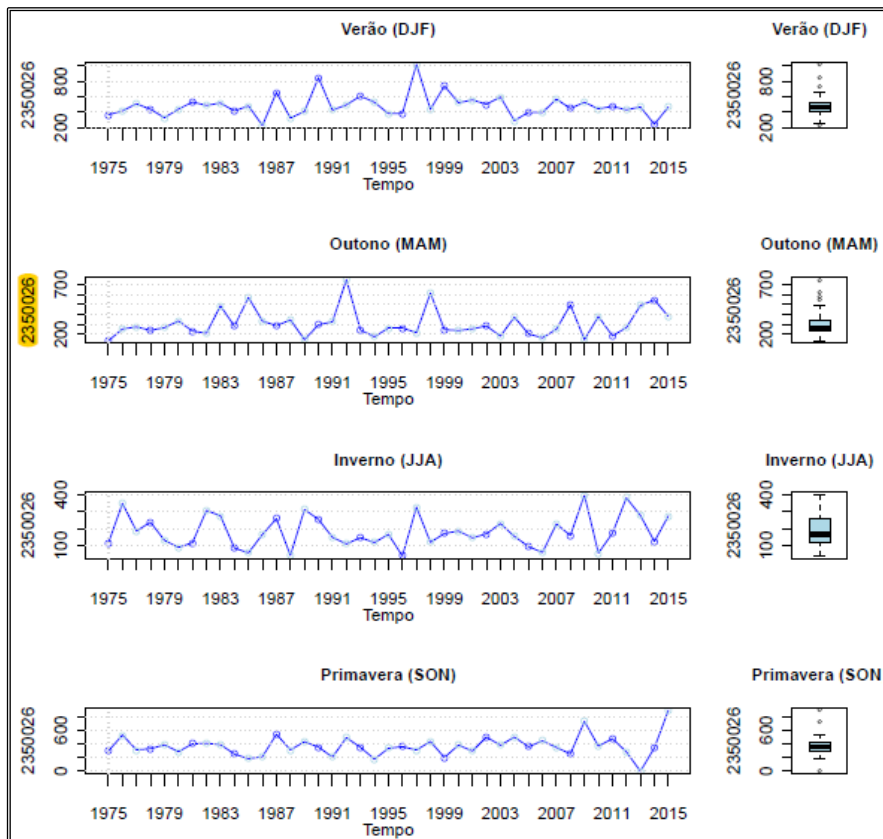 Verão (DJF)
Verão (DJF)
2350026
200 800
1975 1979 1983 1987 1991 1995 1999 2003 2007 2011 2015
Tempo
2350026
200 800
Outono (MAM)
Outono (MAM)
2350026
200 700
1975 1979 1983 1987 1991 1995 1999 2003 2007 2011 2015
Tempo
2350026
200 700
Inverno (JJA)
Inverno (JJA)
2350026
100 400
1975 1979 1983 1987 1991 1995 1999 2003 2007 2011 2015
Tempo
2350026
100 400
Primavera (SON)
Primavera (SON
2350026
0 600
1975 1979 1983 1987 1991 1995 1999 2003 2007 2011 2015
Tempo
2350026
0 600